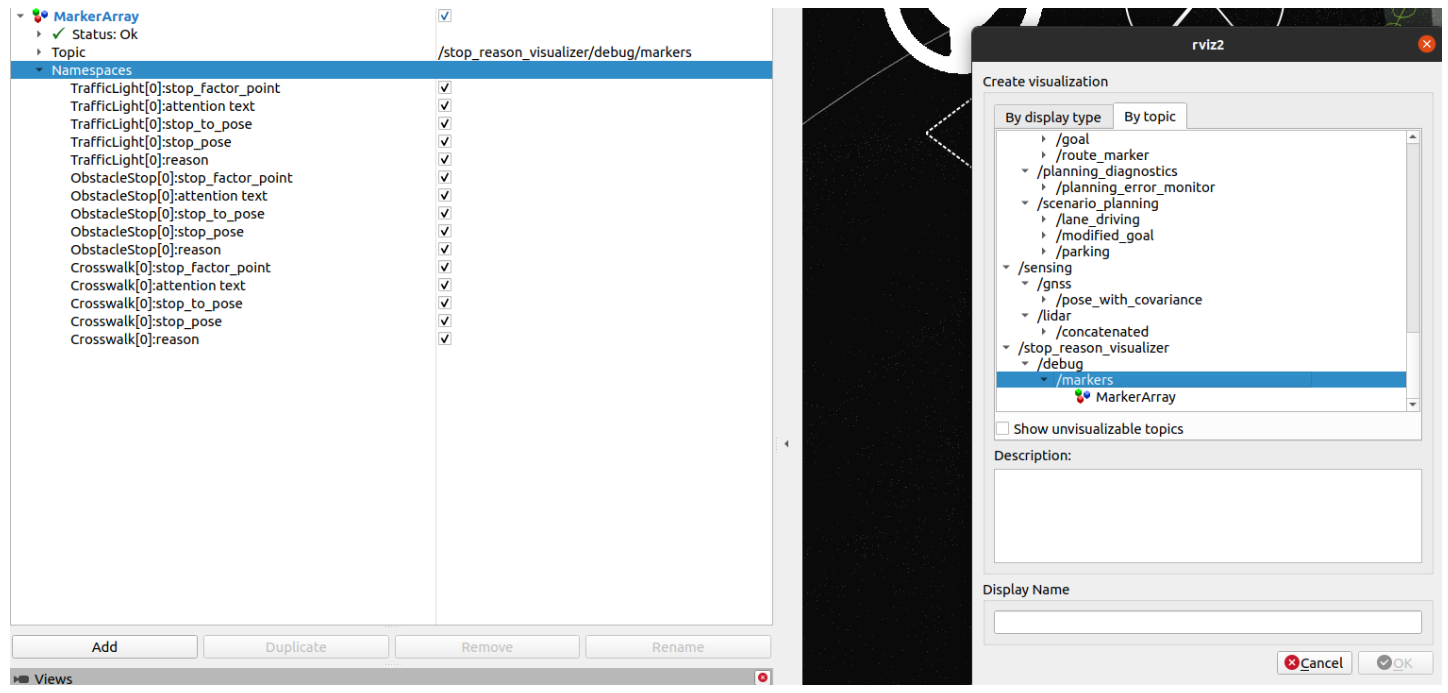 MarkerArray
Status: Ok
Topic /stop_reason_visualizer/debug/markers
Namespaces
TrafficLight[0]:stop_factor_point
TrafficLight[0]:attention text
TrafficLight[0]:stop_to_pose
TrafficLight[0]:stop_pose
TrafficLight[0]:reason
ObstacleStop[0]:stop_factor_point
ObstacleStop[0]:attention text
ObstacleStop[0]:stop_to_pose
ObstacleStop[0]:stop_pose
ObstacleStop[0]:reason
Crosswalk[0]:stop_factor_point
Crosswalk[0]:attention text
Crosswalk[0]:stop_to_pose
Crosswalk[0]:stop_pose
Crosswalk[0]:reason
Add Duplicate Remove Rename
Views
rviz2
Create visualization
By display type By topic
/goal
/route_marker
/planning_diagnostics
/planning_error_monitor
/scenario_planning
/lane_driving
/modified_goal
/parking
/sensing
/gnss
/pose_with_covariance
/lidar
/concatenated
/stop_reason_visualizer
/debug
/markers
MarkerArray
Show unvisualizable topics
Description:
Display Name
Cancel OK